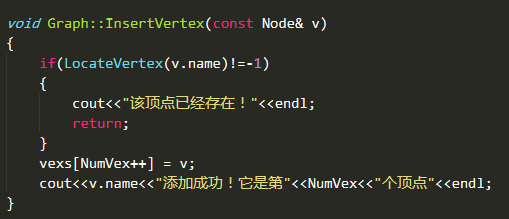 void Graph::InsertVertex(const Node& v)
{
    if(LocateVertex(v.name)!=-1)
    {
        cout<<"该顶点已经存在！"<<endl;
        return;
    }
    vexs[NumVex++] = v;
    cout<<v.name<<"添加成功！它是第"<<NumVex<<"个顶点"<<endl;
}